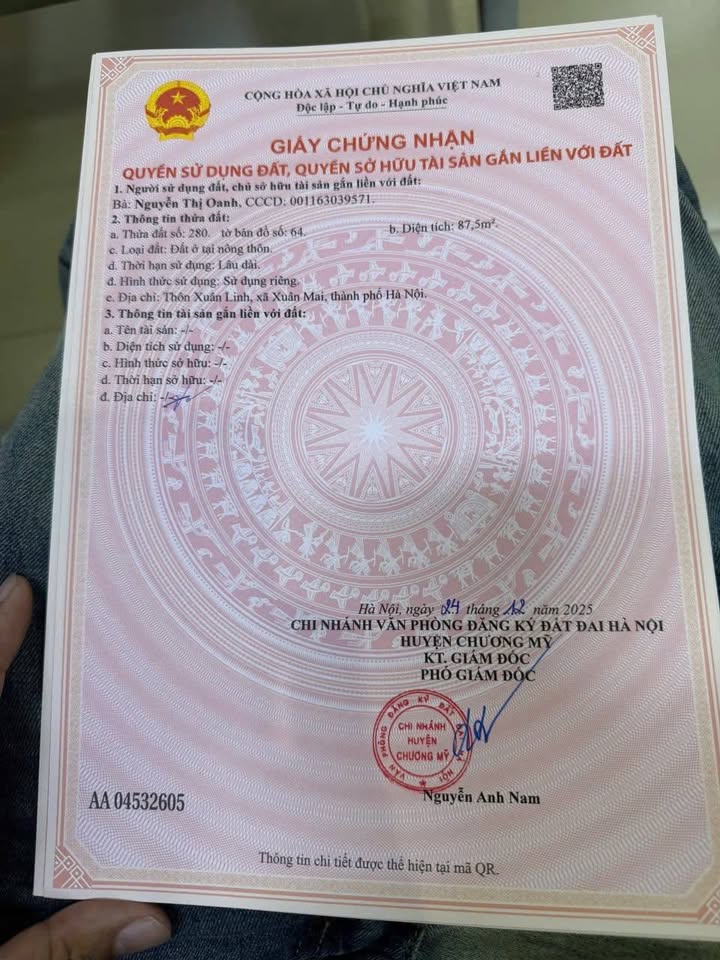 CỘNG HÒA XÃ HỘI CHỦ NGHĨA VIỆT NAM
Độc lập - Tự do - Hạnh phúc
GIẤY CHỨNG NHẬN
QUYỀN SỬ DỤNG ĐẤT, QUYỀN SỞ HỮU TÀI SẢN GẮN LIỀN VỚI ĐẤT
1. Người sử dụng đất, chủ sở hữu tài sản gắn liền với đất:
Bà: Nguyễn Thị Oanh, CCCD: 001163039571.
2. Thông tin thửa đất:
a. Thửa đất số: 280. tờ bản đồ số: 64. b. Diện tích: 87,5m².
c. Loại đất: Đất ở tại nông thôn.
d. Thời hạn sử dụng: Lâu dài.
đ. Hình thức sử dụng: Sử dụng riêng.
e. Địa chỉ: Thôn Xuân Linh, xã Xuân Mai, thành phố Hà Nội.
3. Thông tin tài sản gắn liền với đất:
a. Tên tài sản: -/-
b. Diện tích sử dụng: -/-
c. Hình thức sở hữu: -/-
d. Thời hạn sở hữu: -/-
đ. Địa chỉ: -/-
Hà Nội, ngày 24 tháng 12 năm 2025
CHI NHÁNH VĂN PHÒNG ĐĂNG KÝ ĐẤT ĐAI HÀ NỘI
HUYỆN CHƯƠNG MỸ
KT. GIÁM ĐỐC
PHÓ GIÁM ĐỐC
VĂN PHÒNG ĐĂNG KÝ ĐẤT ĐAI HÀ NỘI
CHI NHÁNH
HUYỆN
CHƯƠNG MỸ
Nguyễn Anh Nam
AA 04532605
Thông tin chi tiết được thể hiện tại mã QR.